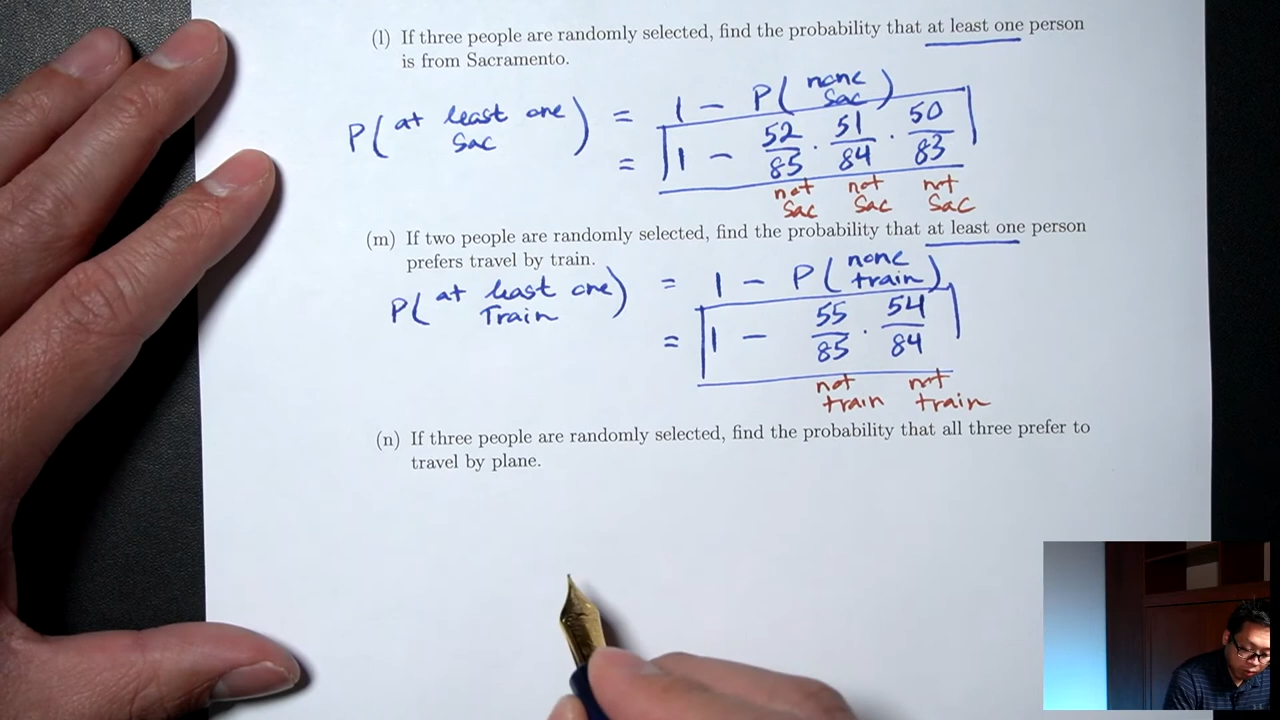 (l) If three people are randomly selected, find the probability that at least one person
is from Sacramento.
P( at least one Sac ) = 1 - P( none Sac )
= 1 - 52/85 · 51/84 · 50/83
not Sac not Sac not Sac
(m) If two people are randomly selected, find the probability that at least one person
prefers travel by train.
P( at least one Train ) = 1 - P( none train )
= 1 - 55/85 · 54/84
not train not train
(n) If three people are randomly selected, find the probability that all three prefer to
travel by plane.